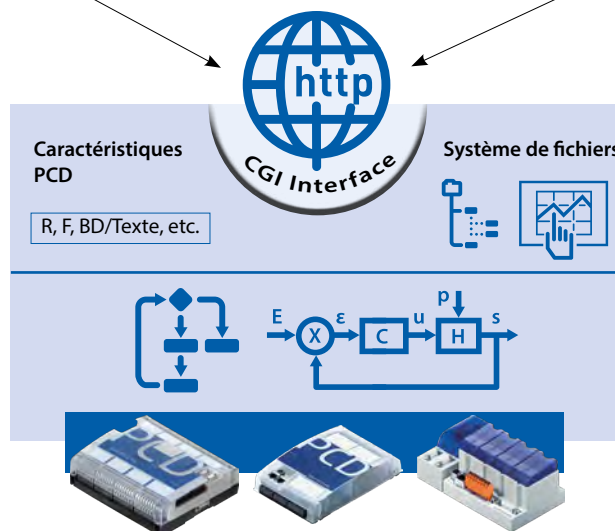 http
CGI Interface
Caractéristiques
PCD
R, F, BD/Texte, etc.
Système de fichiers
p
E
ε
u
s
X
C
H
PCD
PCD